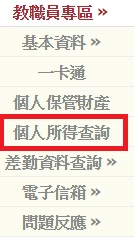 教職員專區 »
基本資料 »
一卡通
個人保管財產
個人所得查詢
差勤資料查詢 »
電子信箱 »
問題反應 »